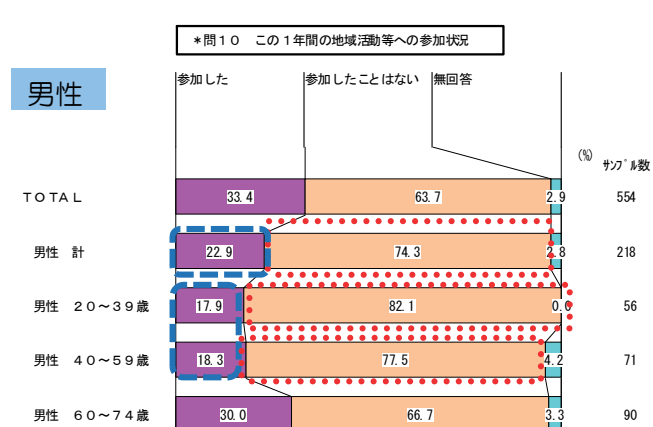 *問10 この1年間の地域活動等への参加状況
男性
参加した 参加したことはない 無回答
(%)
ｻﾝﾌﾟﾙ数
TOTAL 33.4 63.7 2.9 554
男性 計 22.9 74.3 2.8 218
男性 20～39歳 17.9 82.1 0.0 56
男性 40～59歳 18.3 77.5 4.2 71
男性 60～74歳 30.0 66.7 3.3 90